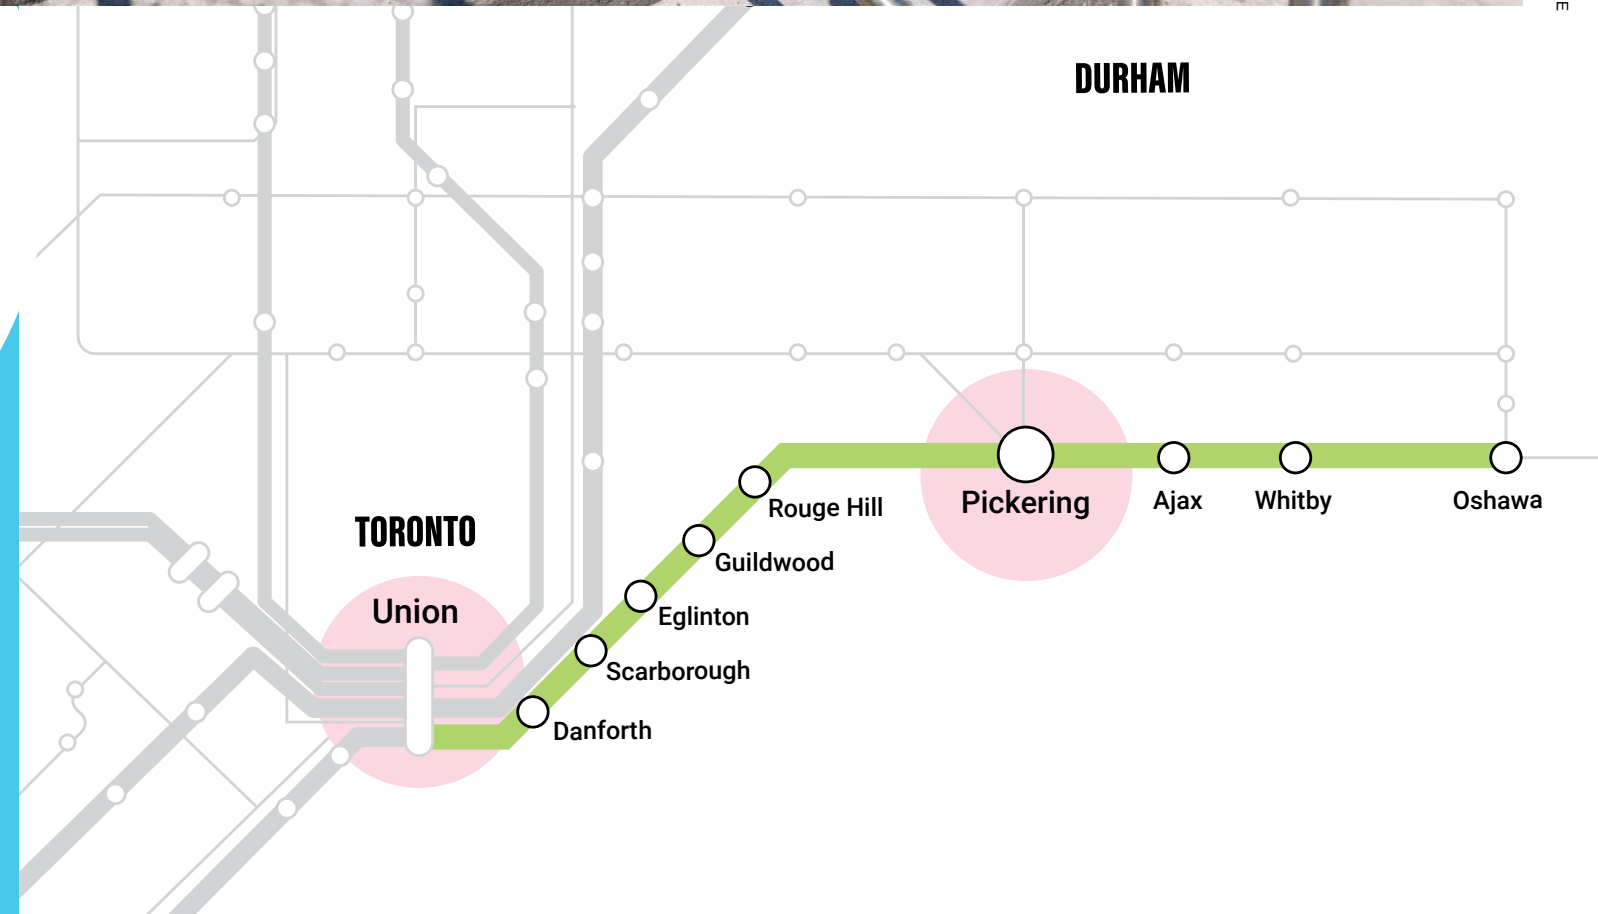 E
DURHAM
Pickering
Ajax
Whitby
Oshawa
Rouge Hill
TORONTO
Guildwood
Union
Eglinton
Scarborough
Danforth